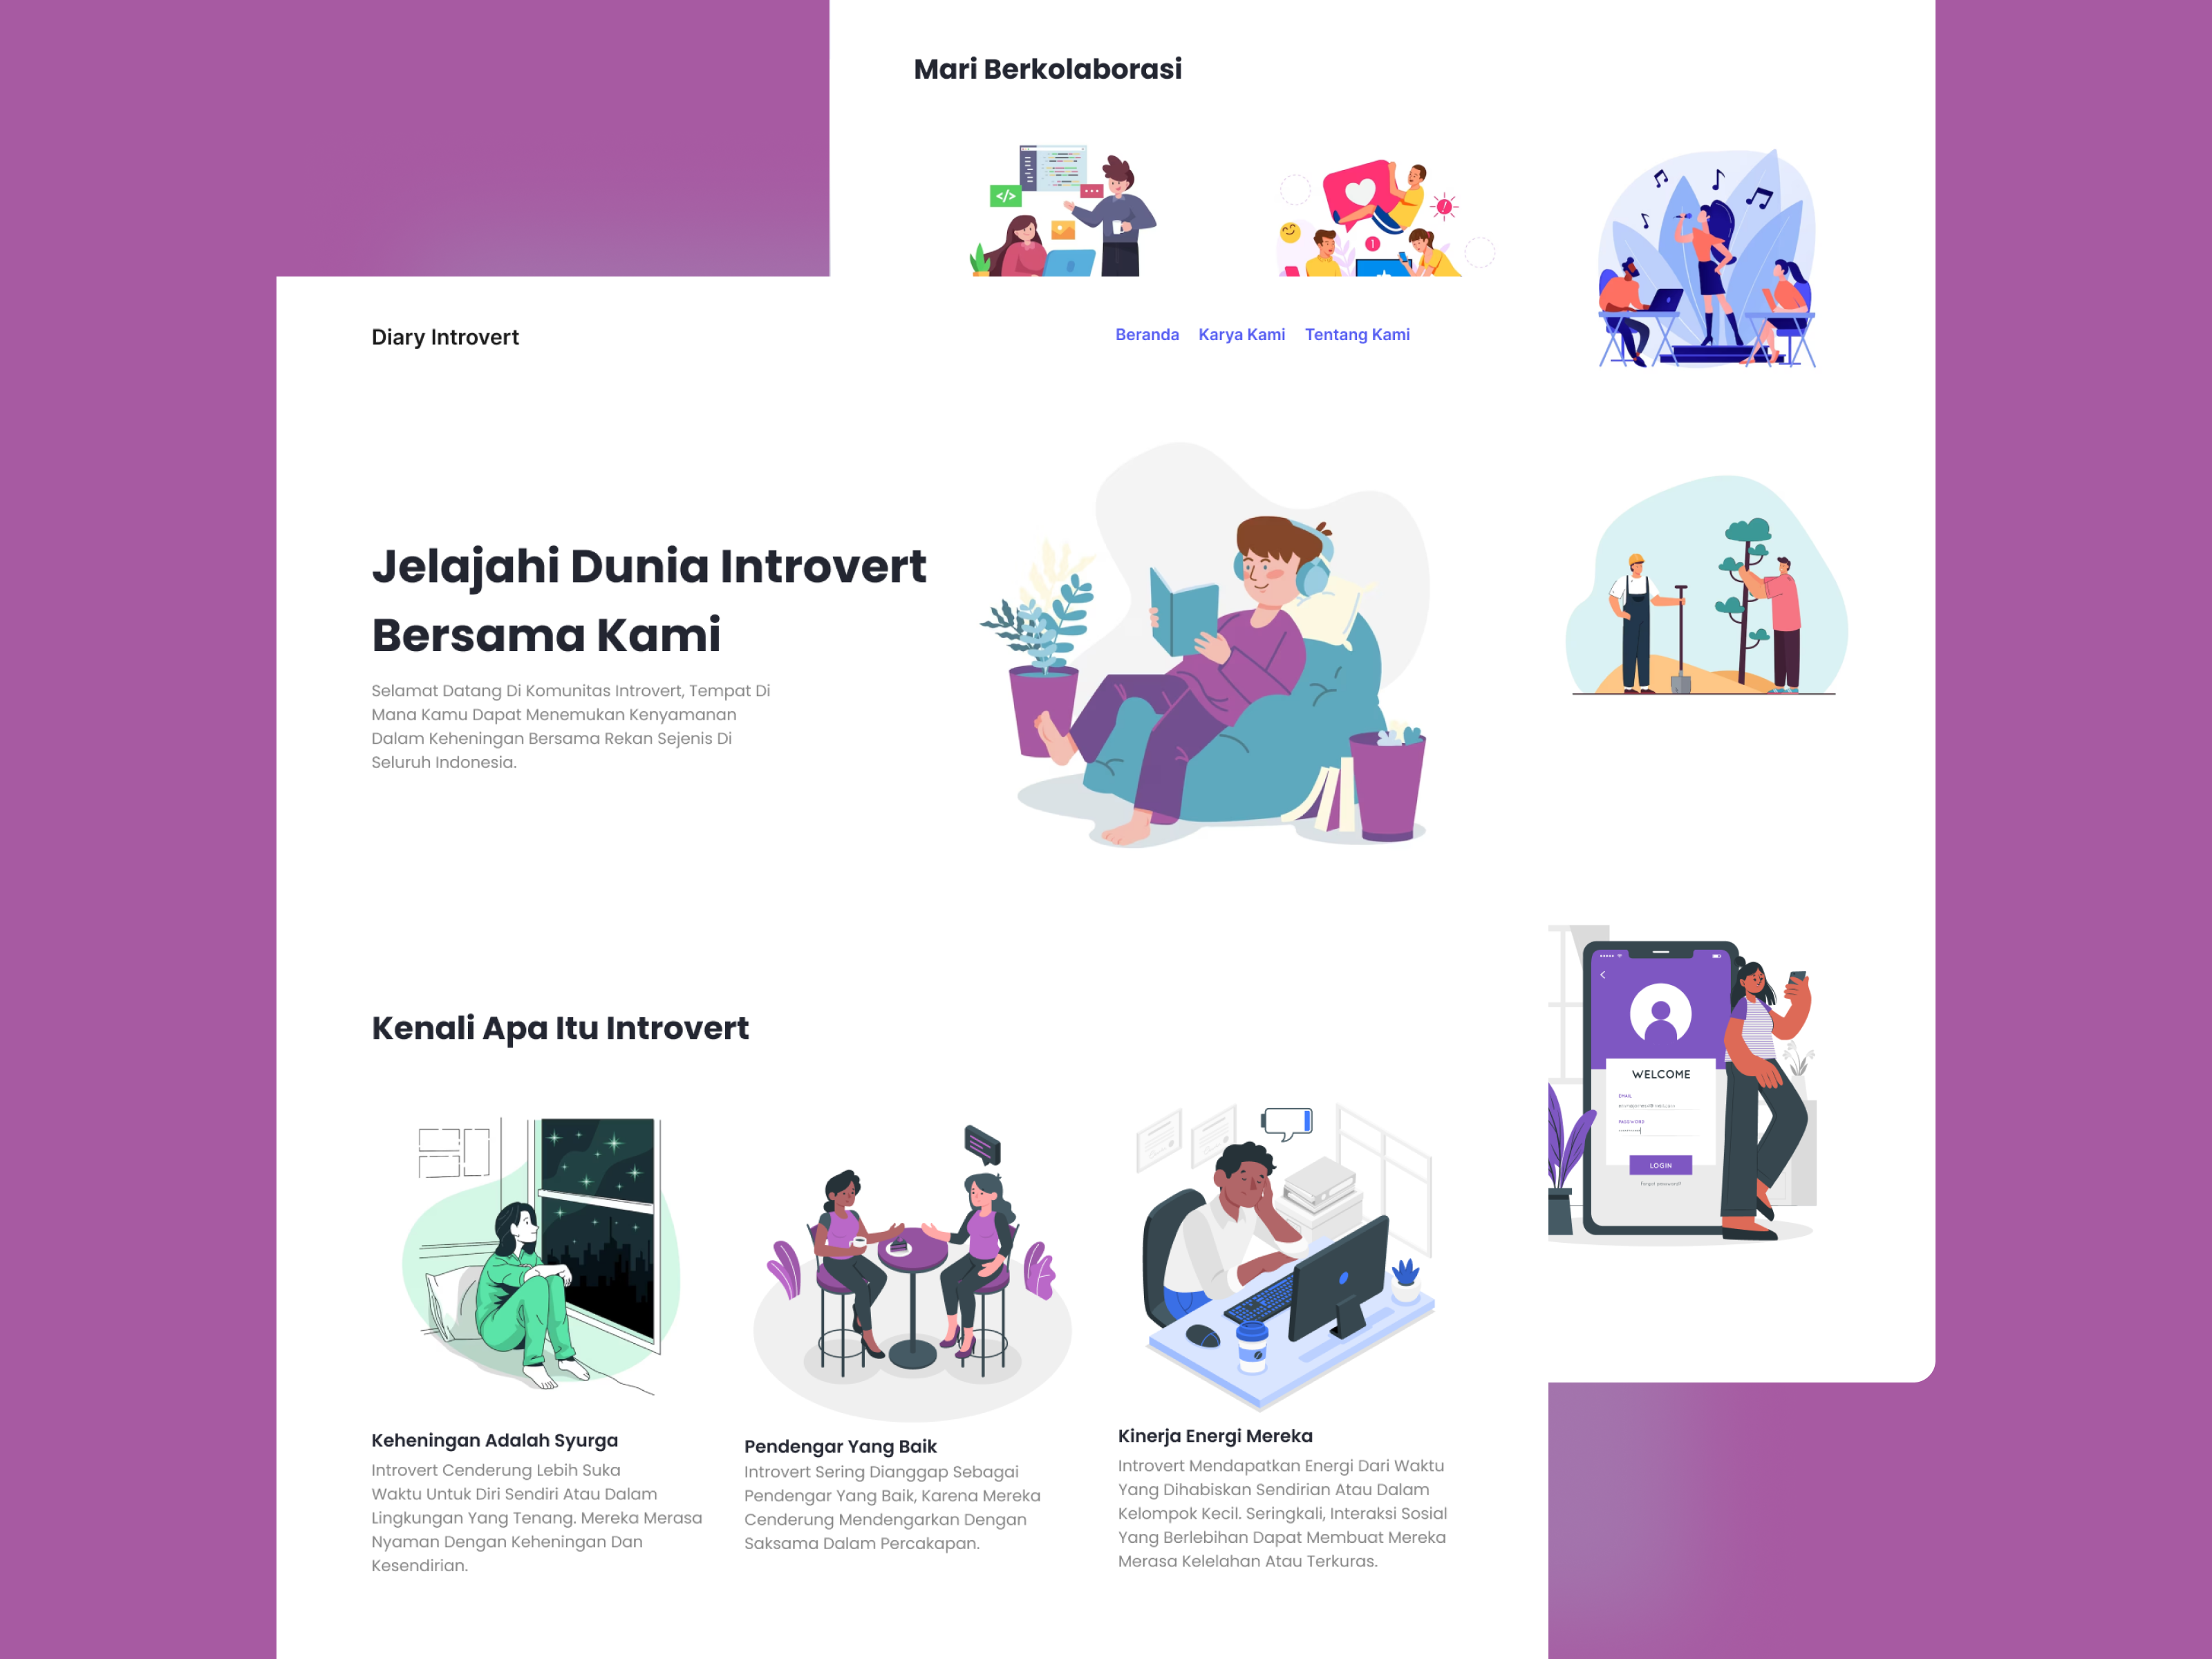 Mari Berkolaborasi
</>
Diary Introvert
Beranda Karya Kami Tentang Kami
Jelajahi Dunia Introvert
Bersama Kami
Selamat Datang Di Komunitas Introvert, Tempat Di
Mana Kamu Dapat Menemukan Kenyamanan
Dalam Keheningan Bersama Rekan Sejenis Di
Seluruh Indonesia.
Kenali Apa Itu Introvert
WELCOME
EMAIL
PASSWORD
LOGIN
Forgot password?
Keheningan Adalah Syurga
Introvert Cenderung Lebih Suka
Waktu Untuk Diri Sendiri Atau Dalam
Lingkungan Yang Tenang. Mereka Merasa
Nyaman Dengan Keheningan Dan
Kesendirian.
Pendengar Yang Baik
Introvert Sering Dianggap Sebagai
Pendengar Yang Baik, Karena Mereka
Cenderung Mendengarkan Dengan
Saksama Dalam Percakapan.
Kinerja Energi Mereka
Introvert Mendapatkan Energi Dari Waktu
Yang Dihabiskan Sendirian Atau Dalam
Kelompok Kecil. Seringkali, Interaksi Sosial
Yang Berlebihan Dapat Membuat Mereka
Merasa Kelelahan Atau Terkuras.